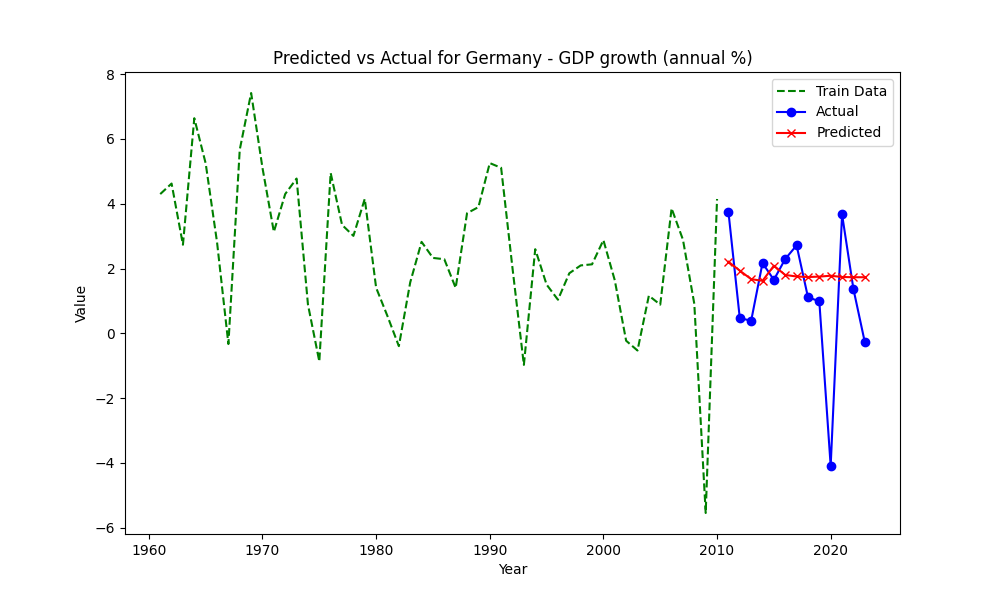 Predicted vs Actual for Germany - GDP growth (annual %)
Train Data
Actual
Predicted
Value
8
6
4
2
0
−2
−4
−6
1960 1970 1980 1990 2000 2010 2020
Year